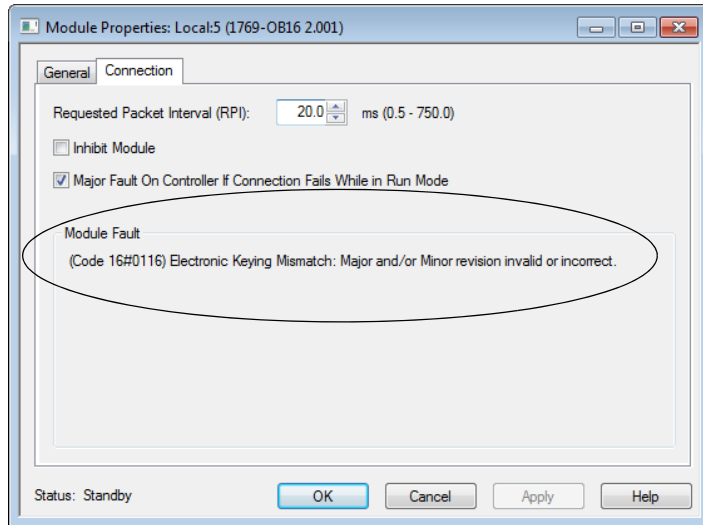 Module Properties: Local:5 (1769-OB16 2.001)
General Connection
Requested Packet Interval (RPI): 20.0 ms (0.5 - 750.0)
Inhibit Module
Major Fault On Controller If Connection Fails While in Run Mode
Module Fault
(Code 16#0116) Electronic Keying Mismatch: Major and/or Minor revision invalid or incorrect.
Status: Standby OK Cancel Apply Help